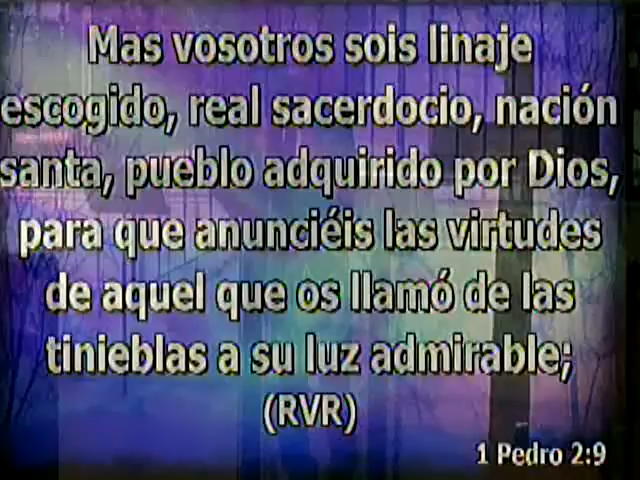 Mas vosotros sois linaje
escogido, real sacerdocio, nación
santa, pueblo adquirido por Dios,
para que anunciéis las virtudes
de aquel que os llamó de las
tinieblas a su luz admirable;
(RVR)
1 Pedro 2:9